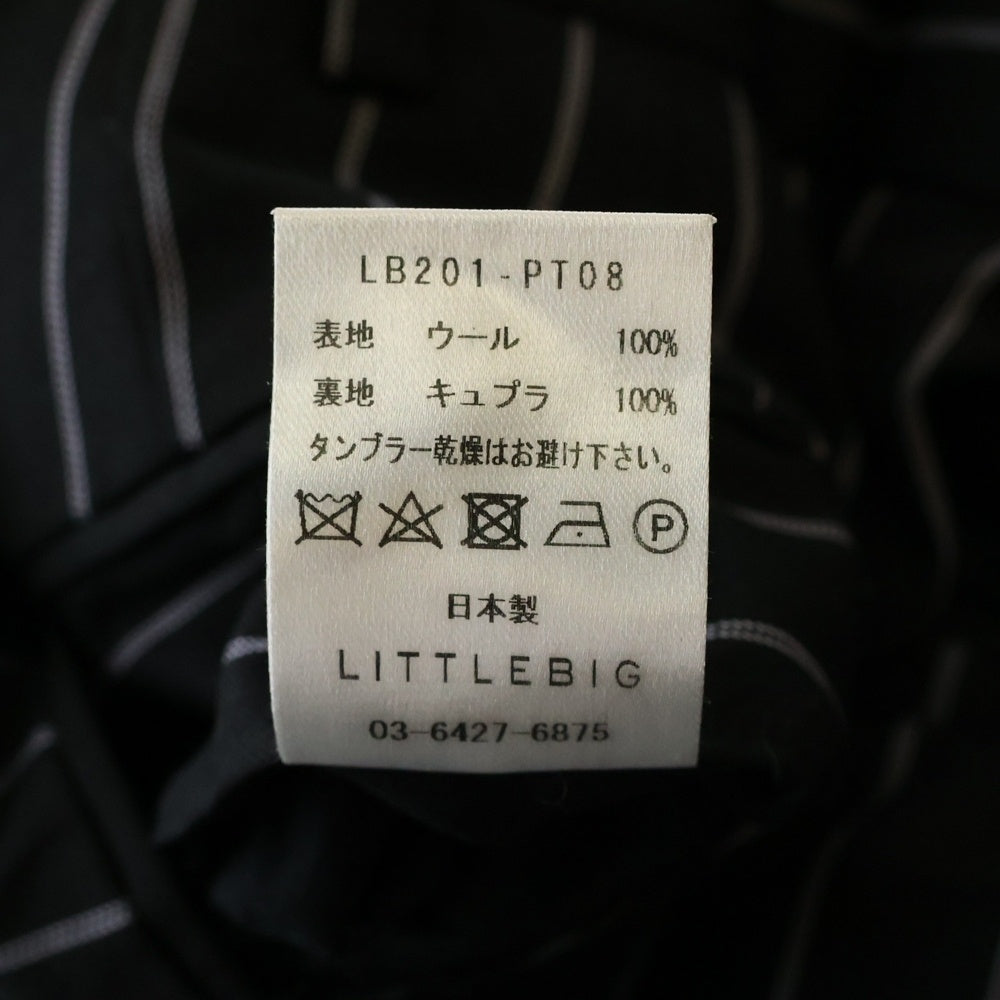 LB201-PT08
表地 ウール 100%
裏地 キュプラ 100%
タンブラー乾燥はお避け下さい。
P
日本製
LITTLEBIG
03-6427-6875